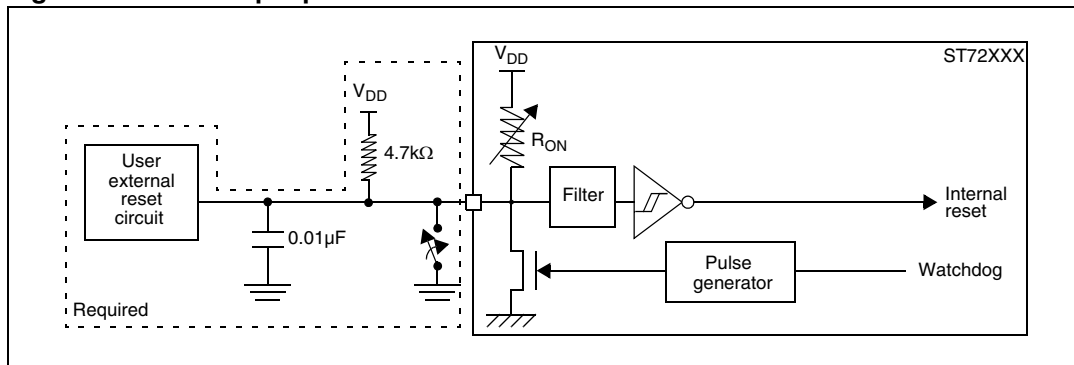 ST72XXX
V_DD
V_DD
R_ON
4.7kΩ
User
external
reset
circuit
Filter
Internal
reset
0.01µF
Pulse
generator
Watchdog
Required